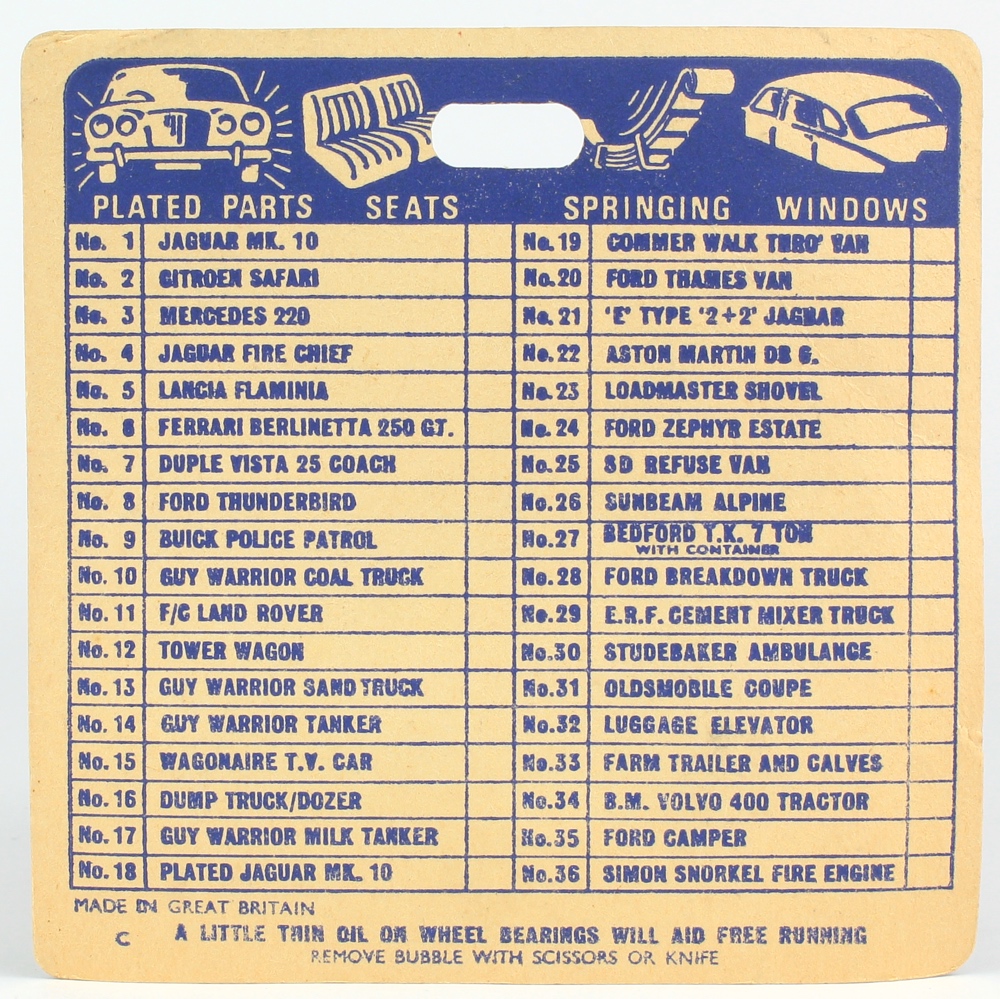 PLATED PARTS SEATS SPRINGING WINDOWS
No. 1 JAGUAR MK. 10
No. 2 CITROEN SAFARI
No. 3 MERCEDES 220
No. 4 JAGUAR FIRE CHIEF
No. 5 LANCIA FLAMINIA
No. 6 FERRARI BERLINETTA 250 GT.
No. 7 DUPLE VISTA 25 COACH
No. 8 FORD THUNDERBIRD
No. 9 BUICK POLICE PATROL
No. 10 GUY WARRIOR COAL TRUCK
No. 11 F/C LAND ROVER
No. 12 TOWER WAGON
No. 13 GUY WARRIOR SAND TRUCK
No. 14 GUY WARRIOR TANKER
No. 15 WAGONAIRE T.V. CAR
No. 16 DUMP TRUCK/DOZER
No. 17 GUY WARRIOR MILK TANKER
No. 18 PLATED JAGUAR MK. 10
No. 19 COMMER WALK THRO' VAN
No. 20 FORD THAMES VAN
No. 21 'E' TYPE '2+2' JAGUAR
No. 22 ASTON MARTIN DB 6.
No. 23 LOADMASTER SHOVEL
No. 24 FORD ZEPHYR ESTATE
No. 25 SD REFUSE VAN
No. 26 SUNBEAM ALPINE
No. 27 BEDFORD T.K. 7 TON
WITH CONTAINER
No. 28 FORD BREAKDOWN TRUCK
No. 29 E.R.F. CEMENT MIXER TRUCK
No. 30 STUDEBAKER AMBULANCE
No. 31 OLDSMOBILE COUPE
No. 32 LUGGAGE ELEVATOR
No. 33 FARM TRAILER AND CALVES
No. 34 B.M. VOLVO 400 TRACTOR
No. 35 FORD CAMPER
No. 36 SIMON SNORKEL FIRE ENGINE
MADE IN GREAT BRITAIN
C A LITTLE THIN OIL ON WHEEL BEARINGS WILL AID FREE RUNNING
REMOVE BUBBLE WITH SCISSORS OR KNIFE